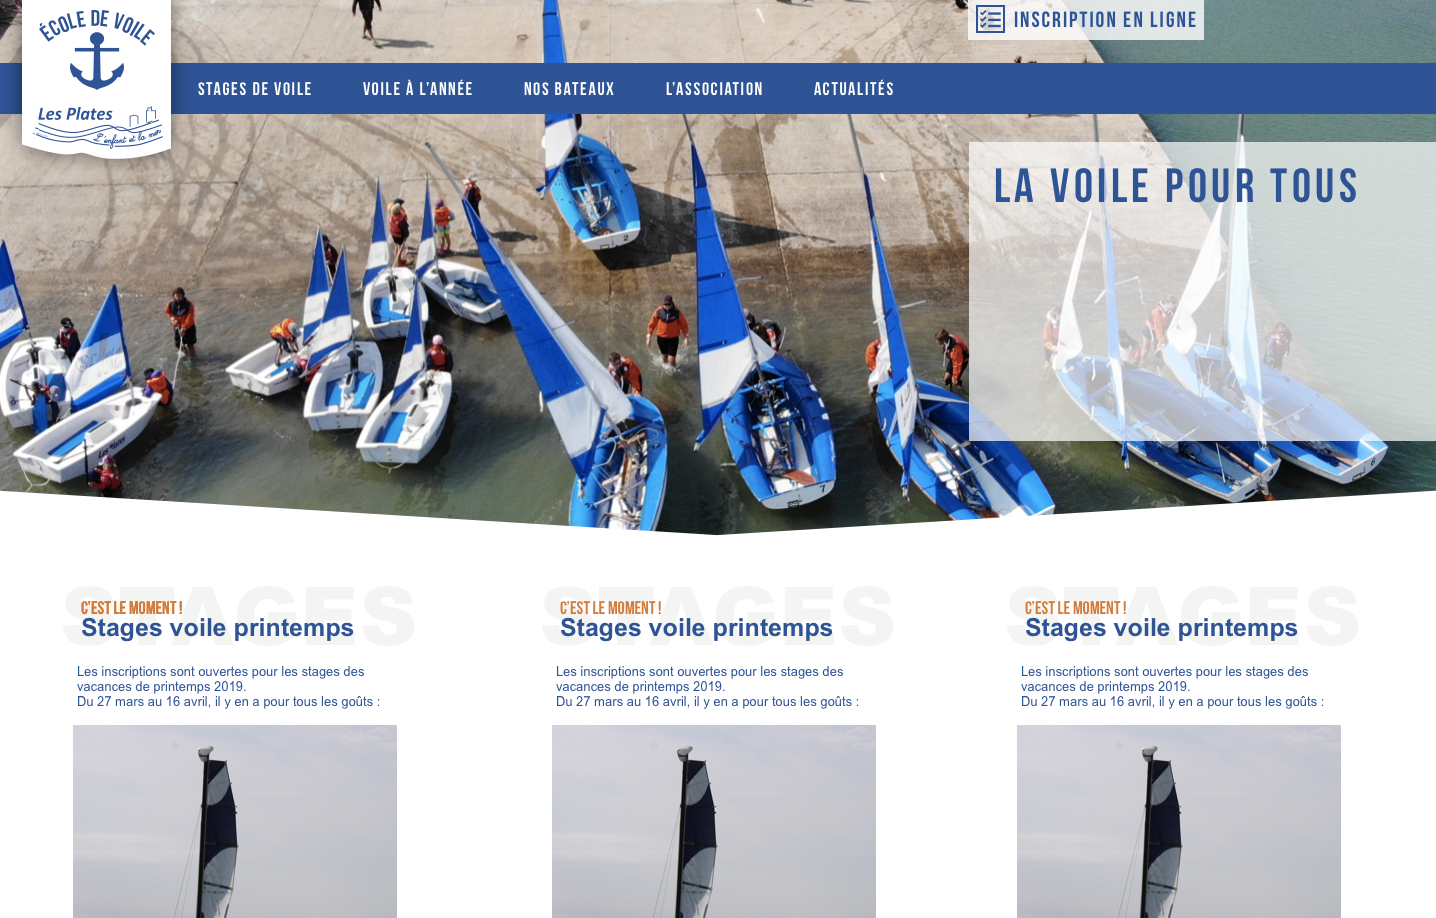 ÉCOLE DE VOILE
Les Plates
L'enfant et la mer
INSCRIPTION EN LIGNE
STAGES DE VOILE
VOILE À L'ANNÉE
NOS BATEAUX
L'ASSOCIATION
ACTUALITÉS
LA VOILE POUR TOUS
2
7
6
STAGES
C'EST LE MOMENT !
Stages voile printemps
Les inscriptions sont ouvertes pour les stages des
vacances de printemps 2019.
Du 27 mars au 16 avril, il y en a pour tous les goûts :
STAGES
C'EST LE MOMENT !
Stages voile printemps
Les inscriptions sont ouvertes pour les stages des
vacances de printemps 2019.
Du 27 mars au 16 avril, il y en a pour tous les goûts :
STAGES
C'EST LE MOMENT !
Stages voile printemps
Les inscriptions sont ouvertes pour les stages des
vacances de printemps 2019.
Du 27 mars au 16 avril, il y en a pour tous les goûts :